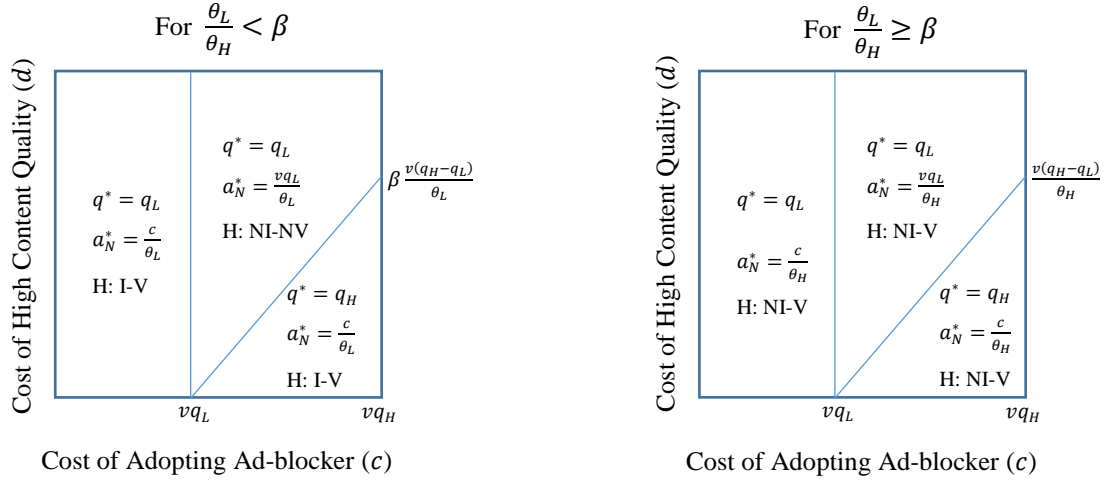 For θ_L/θ_H < β
Cost of High Content Quality (d)
q* = q_L
a*_N = c/θ_L
H: I-V
q* = q_L
a*_N = vq_L/θ_L
H: NI-NV
q* = q_H
a*_N = c/θ_L
H: I-V
β v(q_H−q_L)/θ_L
vq_L
vq_H
Cost of Adopting Ad-blocker (c)
For θ_L/θ_H ≥ β
Cost of High Content Quality (d)
q* = q_L
a*_N = c/θ_H
H: NI-V
q* = q_L
a*_N = vq_L/θ_H
H: NI-V
q* = q_H
a*_N = c/θ_H
H: NI-V
v(q_H−q_L)/θ_H
vq_L
vq_H
Cost of Adopting Ad-blocker (c)